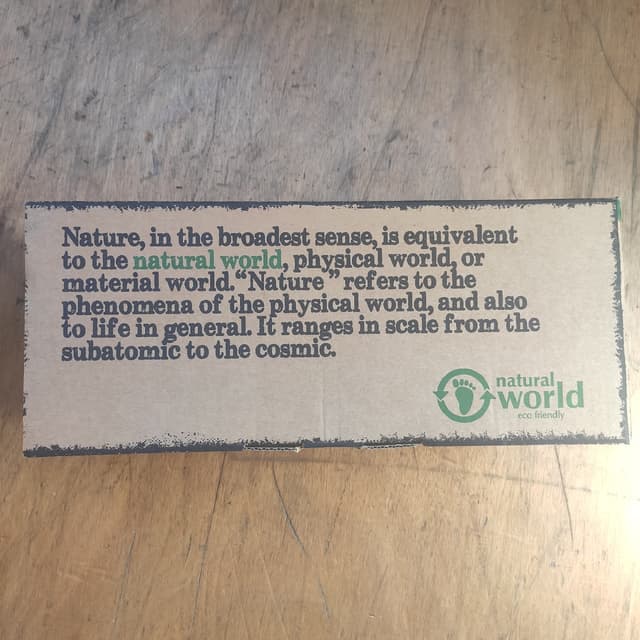 Nature, in the broadest sense, is equivalent
to the natural world, physical world, or
material world.“Nature” refers to the
phenomena of the physical world, and also
to life in general. It ranges in scale from the
subatomic to the cosmic.
natural
world
eco friendly